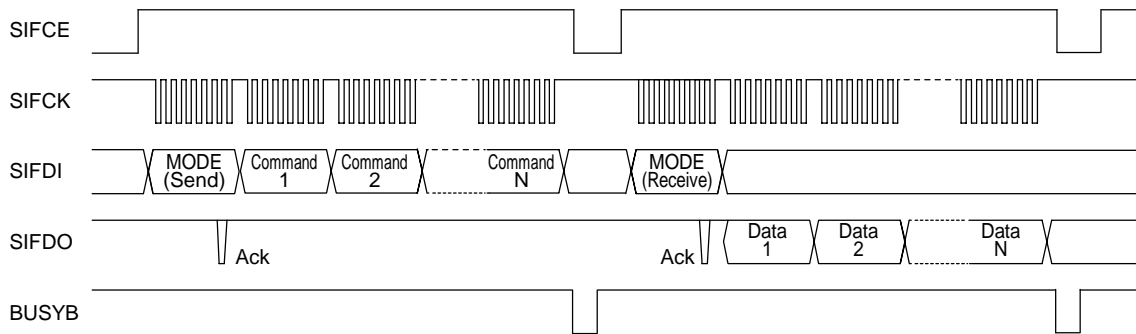 SIFCE
SIFCK
SIFDI
MODE
(Send)
Command
1
Command
2
Command
N
MODE
(Receive)
SIFDO
Ack
Ack
Data
1
Data
2
Data
N
BUSYB